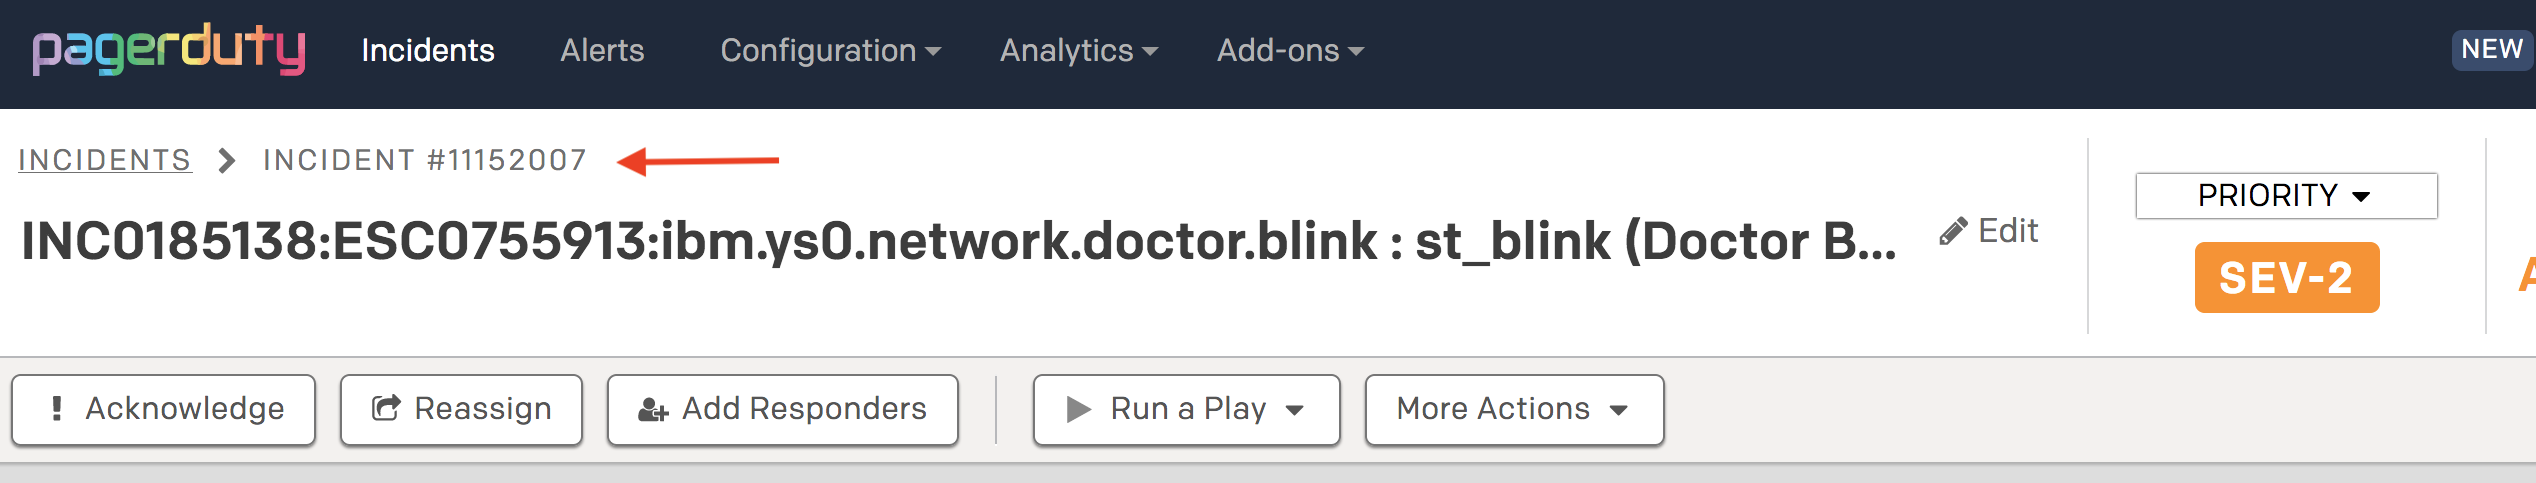 pagerduty Incidents Alerts Configuration Analytics Add-ons NEW
INCIDENTS > INCIDENT #11152007
PRIORITY
INC0185138:ESC0755913:ibm.ys0.network.doctor.blink : st_blink (Doctor B... Edit
SEV-2
Acknowledge Reassign Add Responders Run a Play More Actions